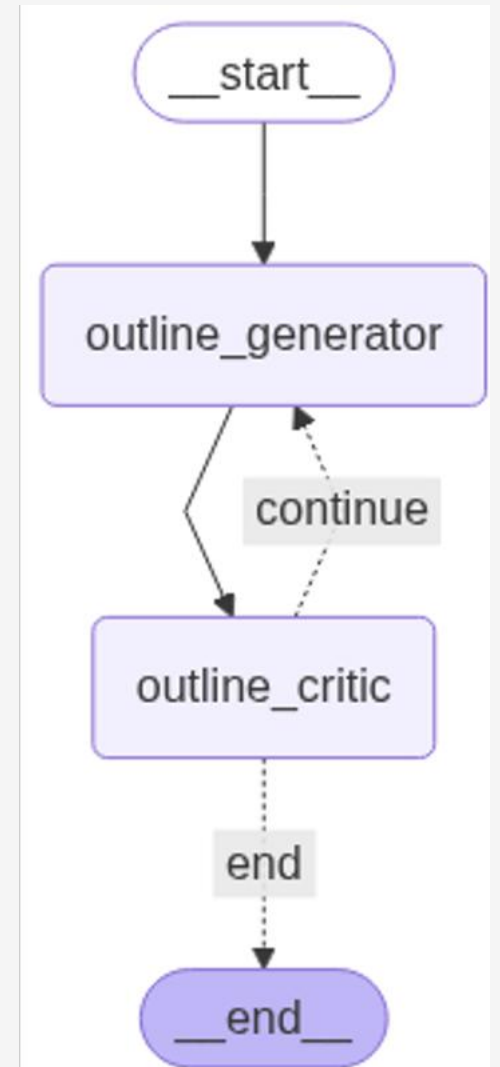 __start__
outline_generator
continue
outline_critic
end
__end__